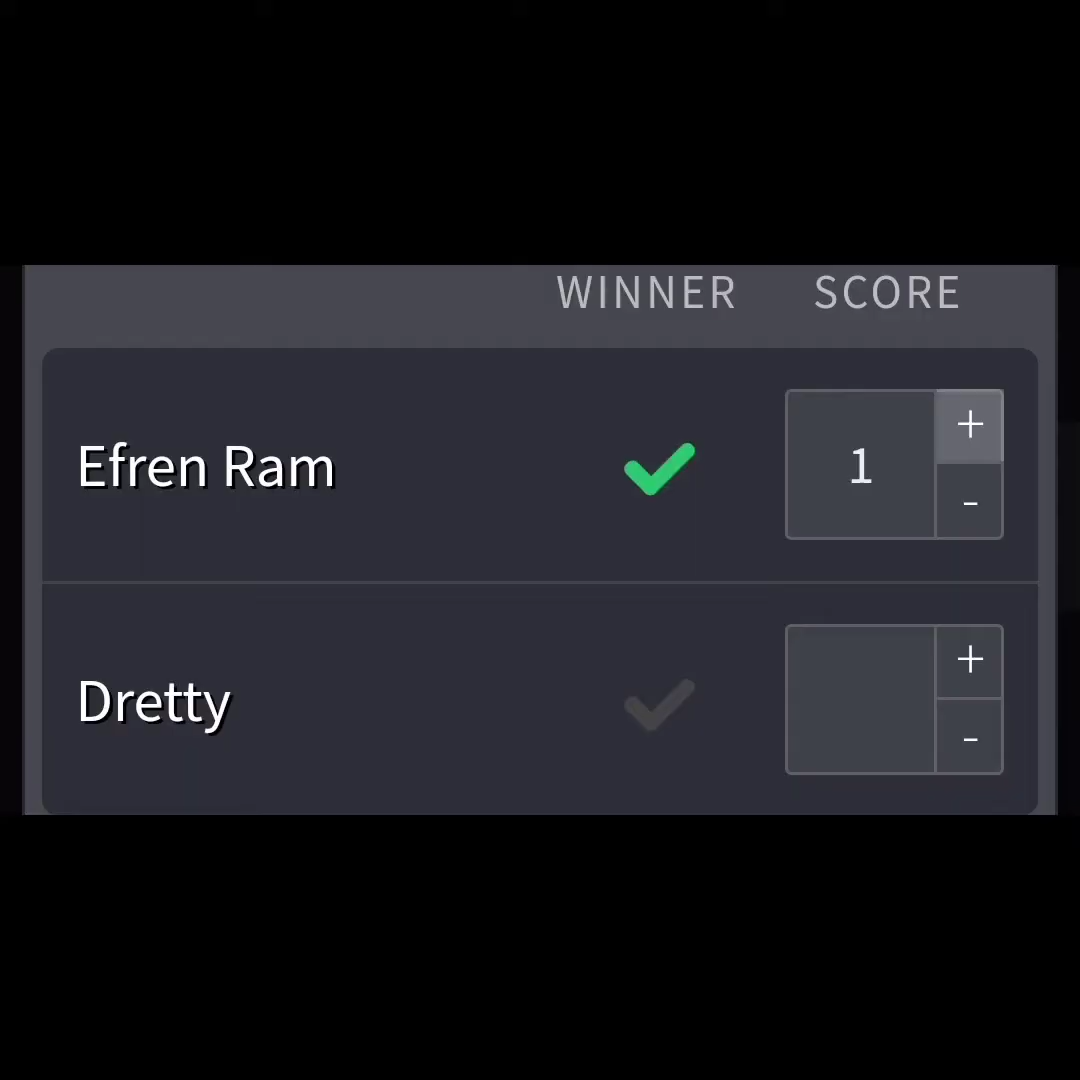 WINNER SCORE
Efren Ram 1 +
-
Dretty +
-